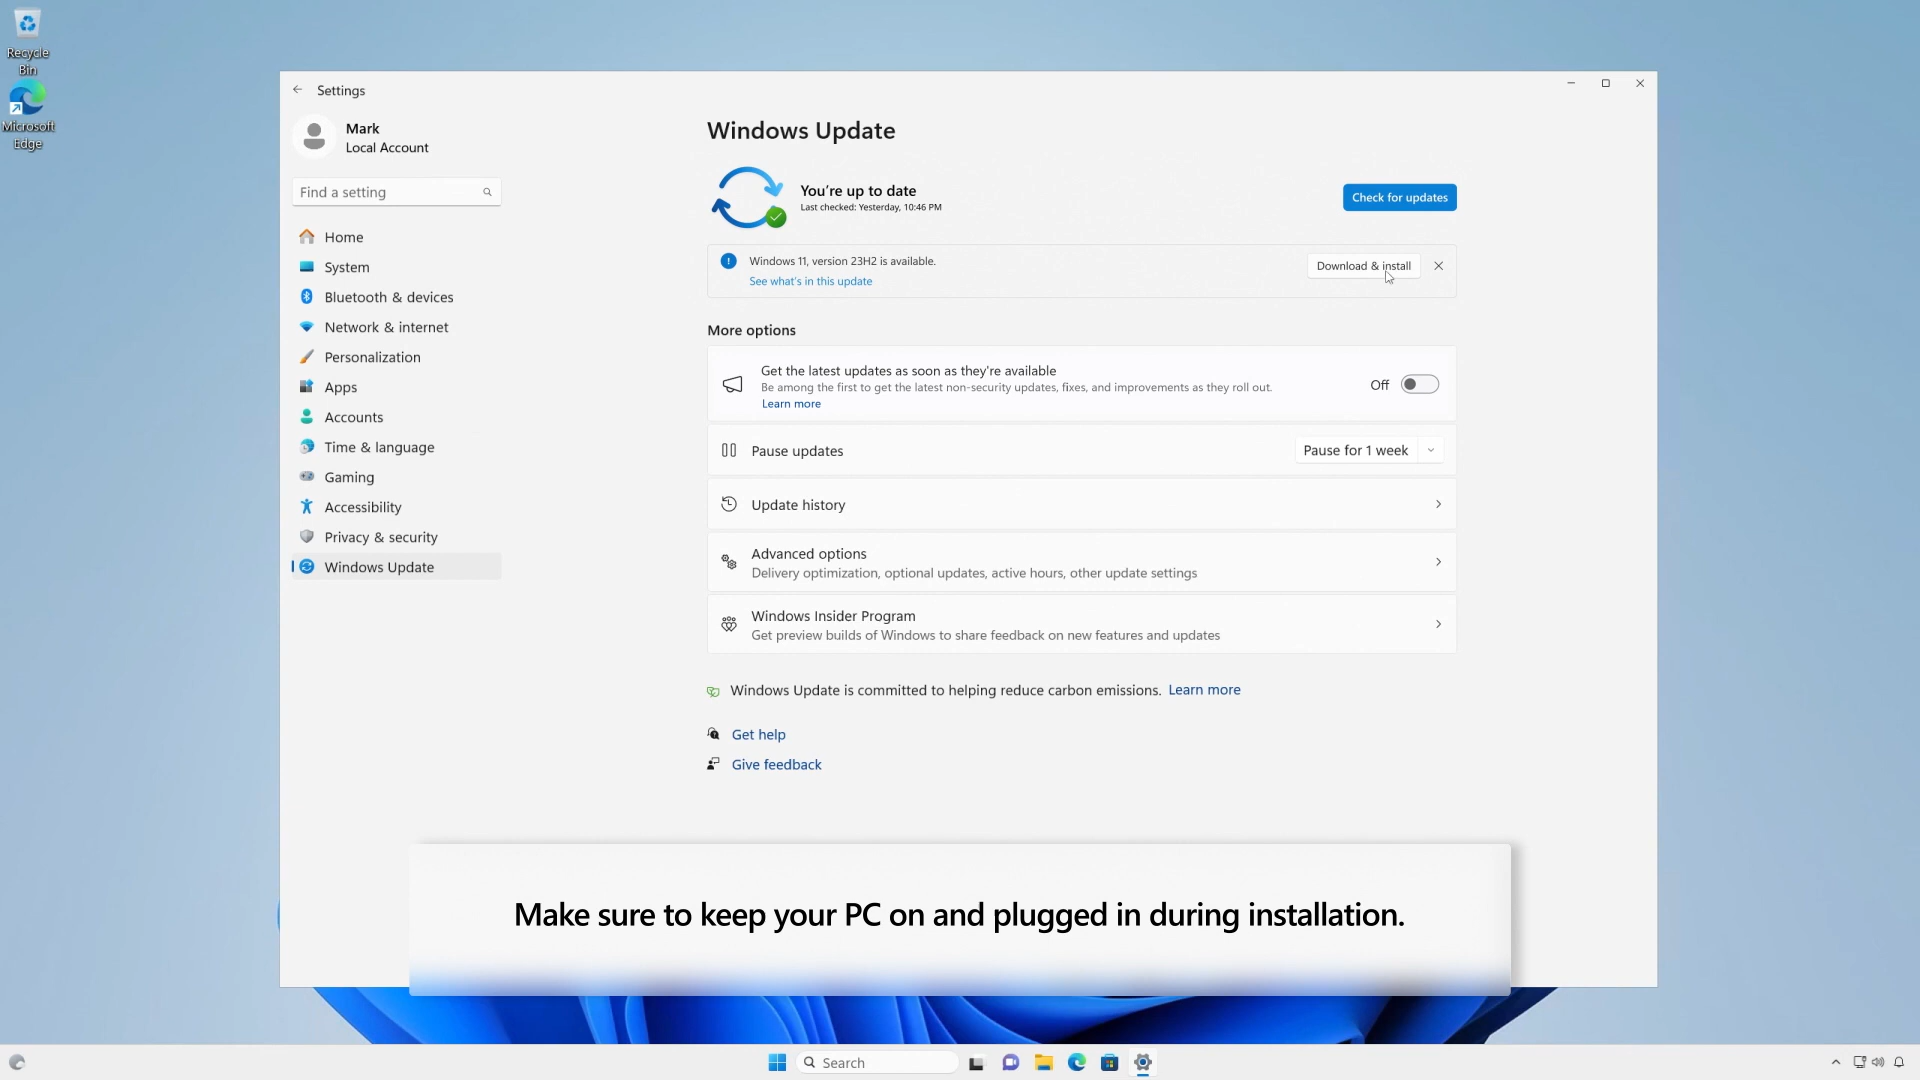 Recycle
Bin
Microsoft
Edge
Settings
Mark
Local Account
Find a setting
Home
System
Bluetooth & devices
Network & internet
Personalization
Apps
Accounts
Time & language
Gaming
Accessibility
Privacy & security
Windows Update
Windows Update
You're up to date
Last checked: Yesterday, 10:46 PM
Check for updates
Windows 11, version 23H2 is available.
See what's in this update
Download & install
More options
Get the latest updates as soon as they're available
Be among the first to get the latest non-security updates, fixes, and improvements as they roll out.
Learn more
Off
Pause updates
Pause for 1 week
Update history
Advanced options
Delivery optimization, optional updates, active hours, other update settings
Windows Insider Program
Get preview builds of Windows to share feedback on new features and updates
Windows Update is committed to helping reduce carbon emissions. Learn more
Get help
Give feedback
Make sure to keep your PC on and plugged in during installation.
Search